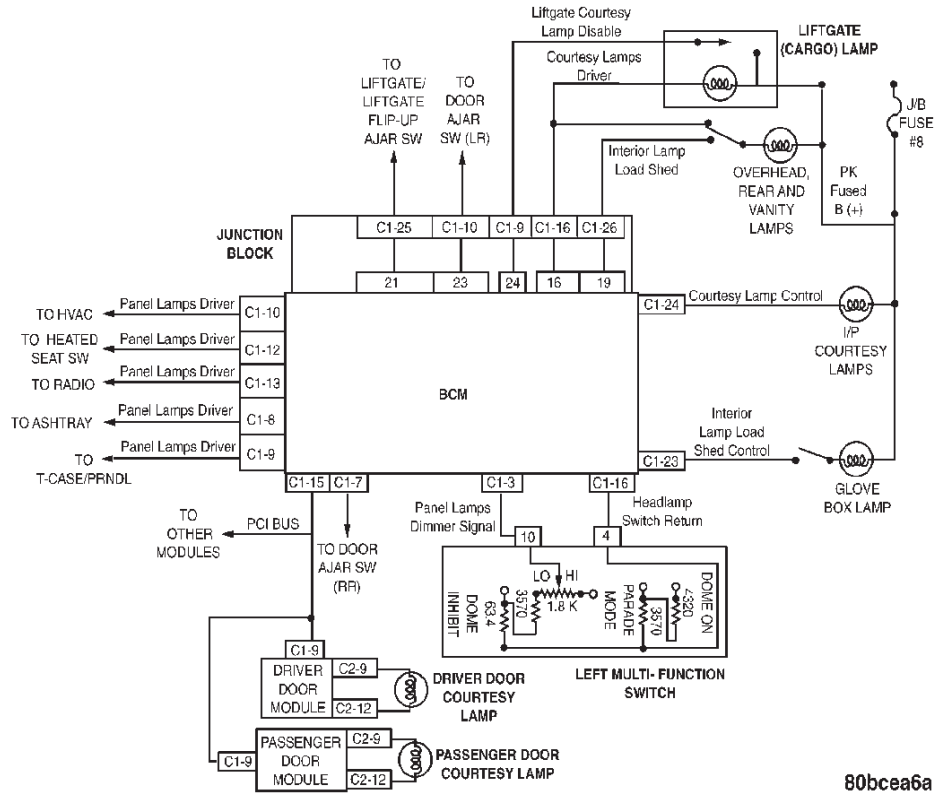 Liftgate Courtesy
Lamp Disable
LIFTGATE
(CARGO) LAMP
Courtesy Lamps
Driver
TO
LIFTGATE/
LIFTGATE
FLIP-UP
AJAR SW
TO
DOOR
AJAR
SW (LR)
J/B
FUSE
#8
Interior Lamp
Load Shed
OVERHEAD,
REAR AND
VANITY
LAMPS
PK
Fused
B (+)
JUNCTION
BLOCK
C1-25
C1-10
C1-9
C1-16
C1-26
21
23
24
16
19
TO HVAC
Panel Lamps Driver
C1-10
TO HEATED
SEAT SW
Panel Lamps Driver
C1-12
TO RADIO
Panel Lamps Driver
C1-13
TO ASHTRAY
Panel Lamps Driver
C1-8
TO
T-CASE/PRNDL
Panel Lamps Driver
C1-9
BCM
C1-24
Courtesy Lamp Control
I/P
COURTESY
LAMPS
C1-23
Interior
Lamp Load
Shed Control
GLOVE
BOX LAMP
C1-15
C1-7
C1-3
C1-16
TO
OTHER
MODULES
PCI BUS
TO DOOR
AJAR SW
(RR)
Panel Lamps
Dimmer Signal
Headlamp
Switch Return
10
4
LO
HI
1.8 K
DOME
INHIBIT
63.4
3570
MODE
PARADE
3570
4320
DOME ON
LEFT MULTI- FUNCTION
SWITCH
C1-9
DRIVER
DOOR
MODULE
C2-9
C2-12
DRIVER DOOR
COURTESY
LAMP
C1-9
PASSENGER
DOOR
MODULE
C2-9
C2-12
PASSENGER DOOR
COURTESY LAMP
80bcea6a